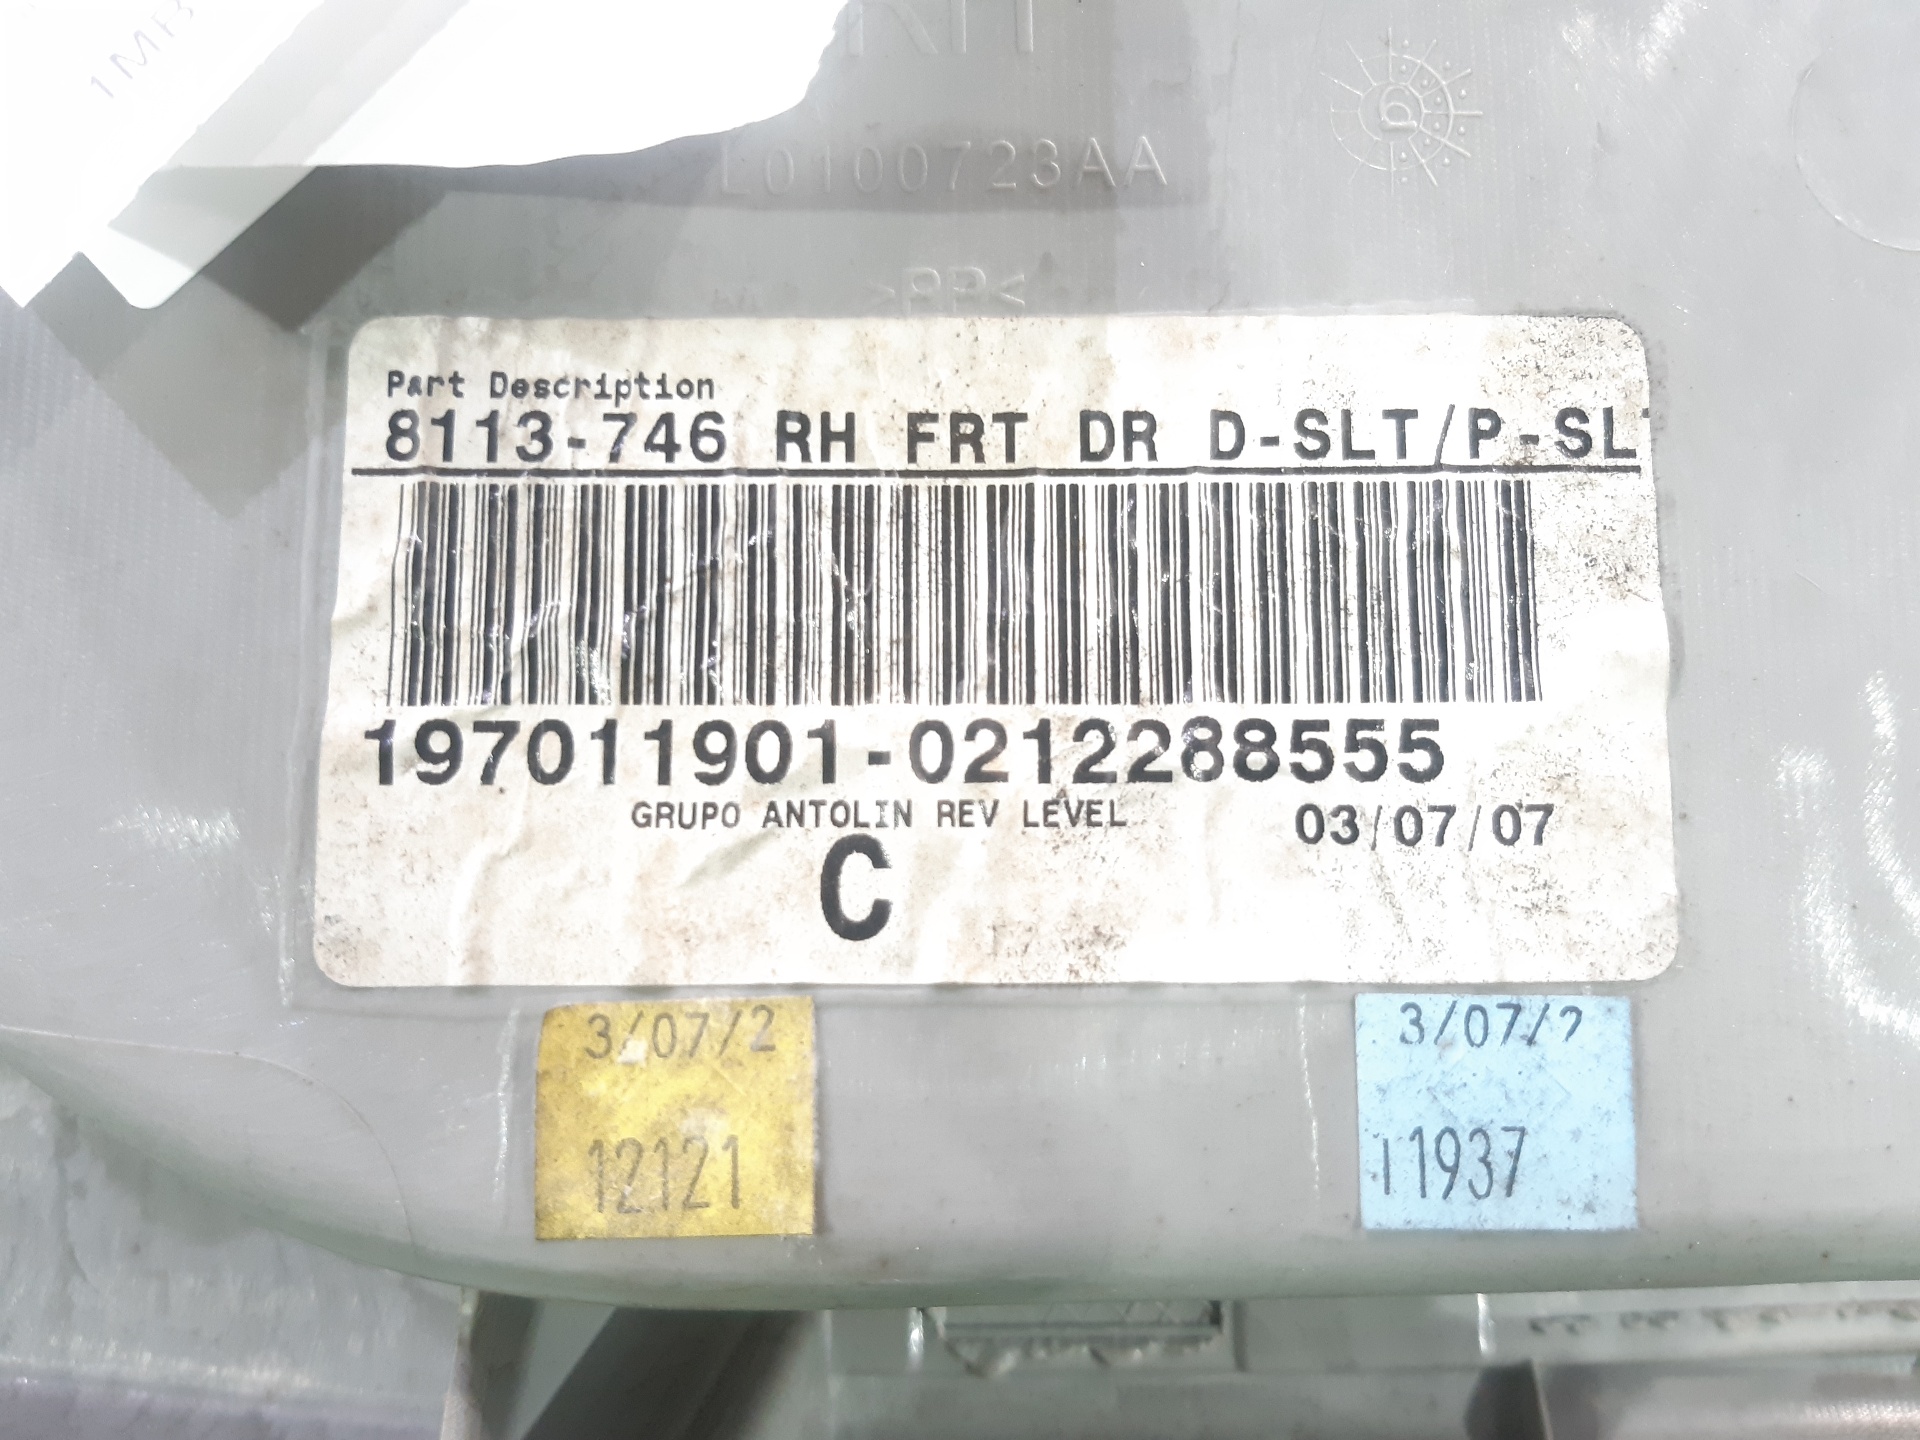 L0100723AA
>PP<
Part Description
8113-746 RH FRT DR D-SLT/P-SL
197011901-0212288555
GRUPO ANTOLIN REV LEVEL 03/07/07
C
3/07/2 3/07/2
12121 11937